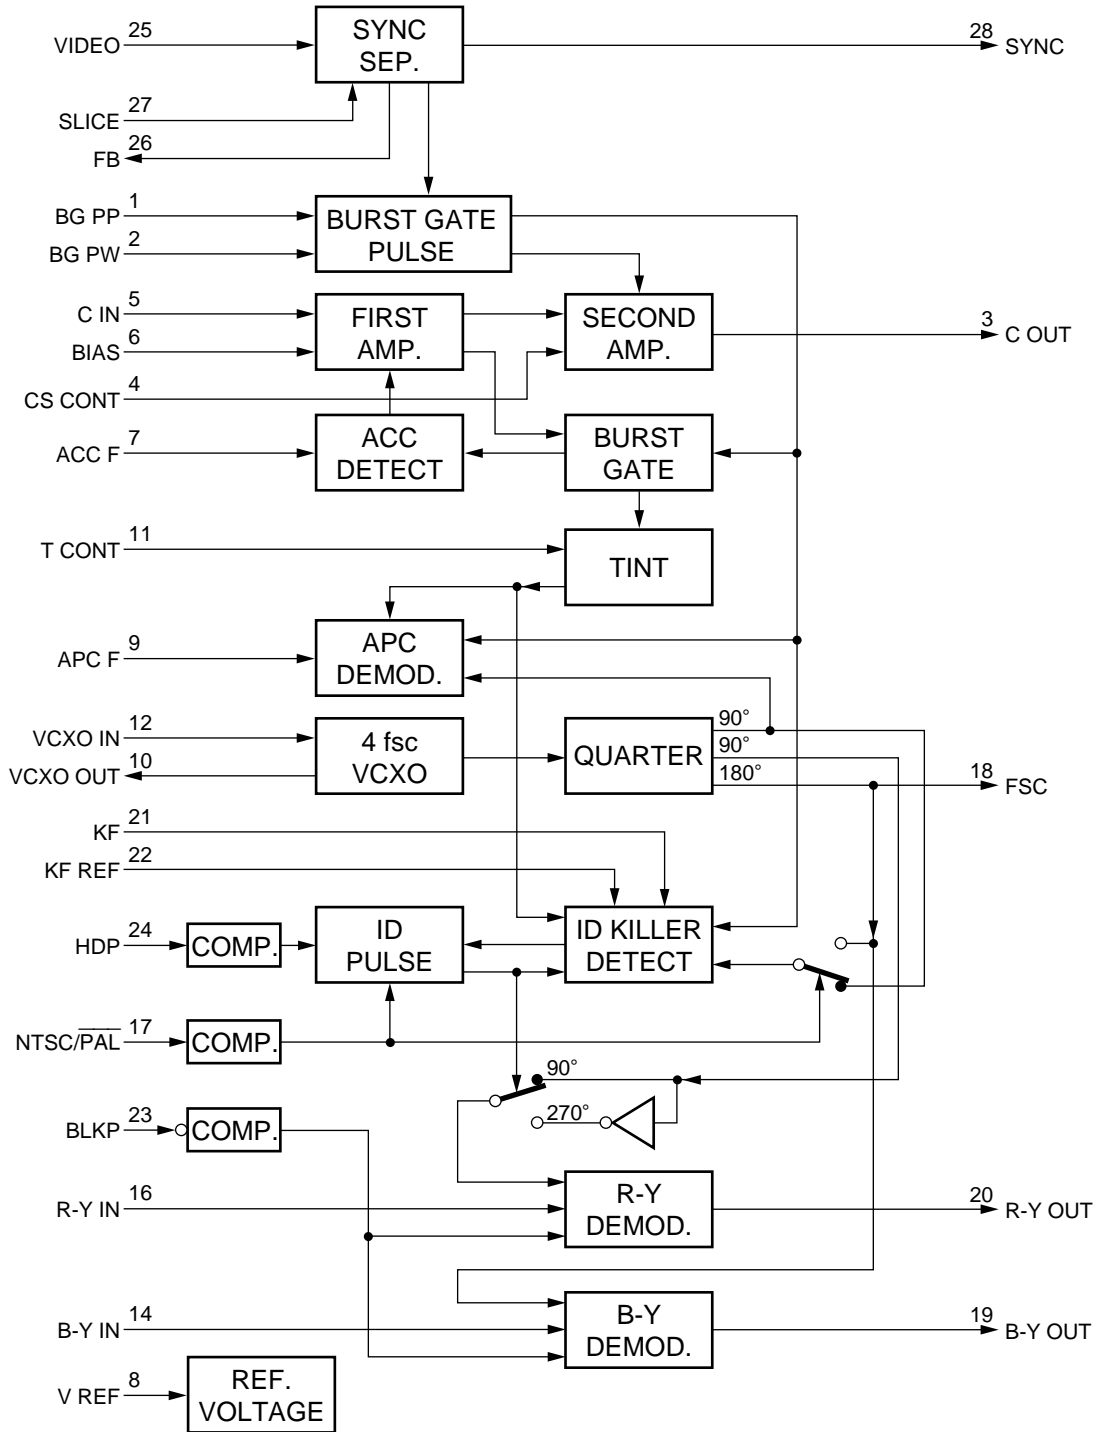 25
VIDEO
SYNC
SEP.
28
SYNC
27
SLICE
26
FB
1
BG PP
2
BG PW
BURST GATE
PULSE
5
C IN
6
BIAS
FIRST
AMP.
SECOND
AMP.
3
C OUT
4
CS CONT
7
ACC F
ACC
DETECT
BURST
GATE
11
T CONT
TINT
9
APC F
APC
DEMOD.
12
VCXO IN
10
VCXO OUT
4 fsc
VCXO
QUARTER
90°
90°
180°
18
FSC
21
KF
22
KF REF
24
HDP
COMP.
ID
PULSE
ID KILLER
DETECT
17
NTSC/P̅A̅L̅
COMP.
90°
270°
23
BLKP
COMP.
16
R-Y IN
R-Y
DEMOD.
20
R-Y OUT
14
B-Y IN
B-Y
DEMOD.
19
B-Y OUT
8
V REF
REF.
VOLTAGE